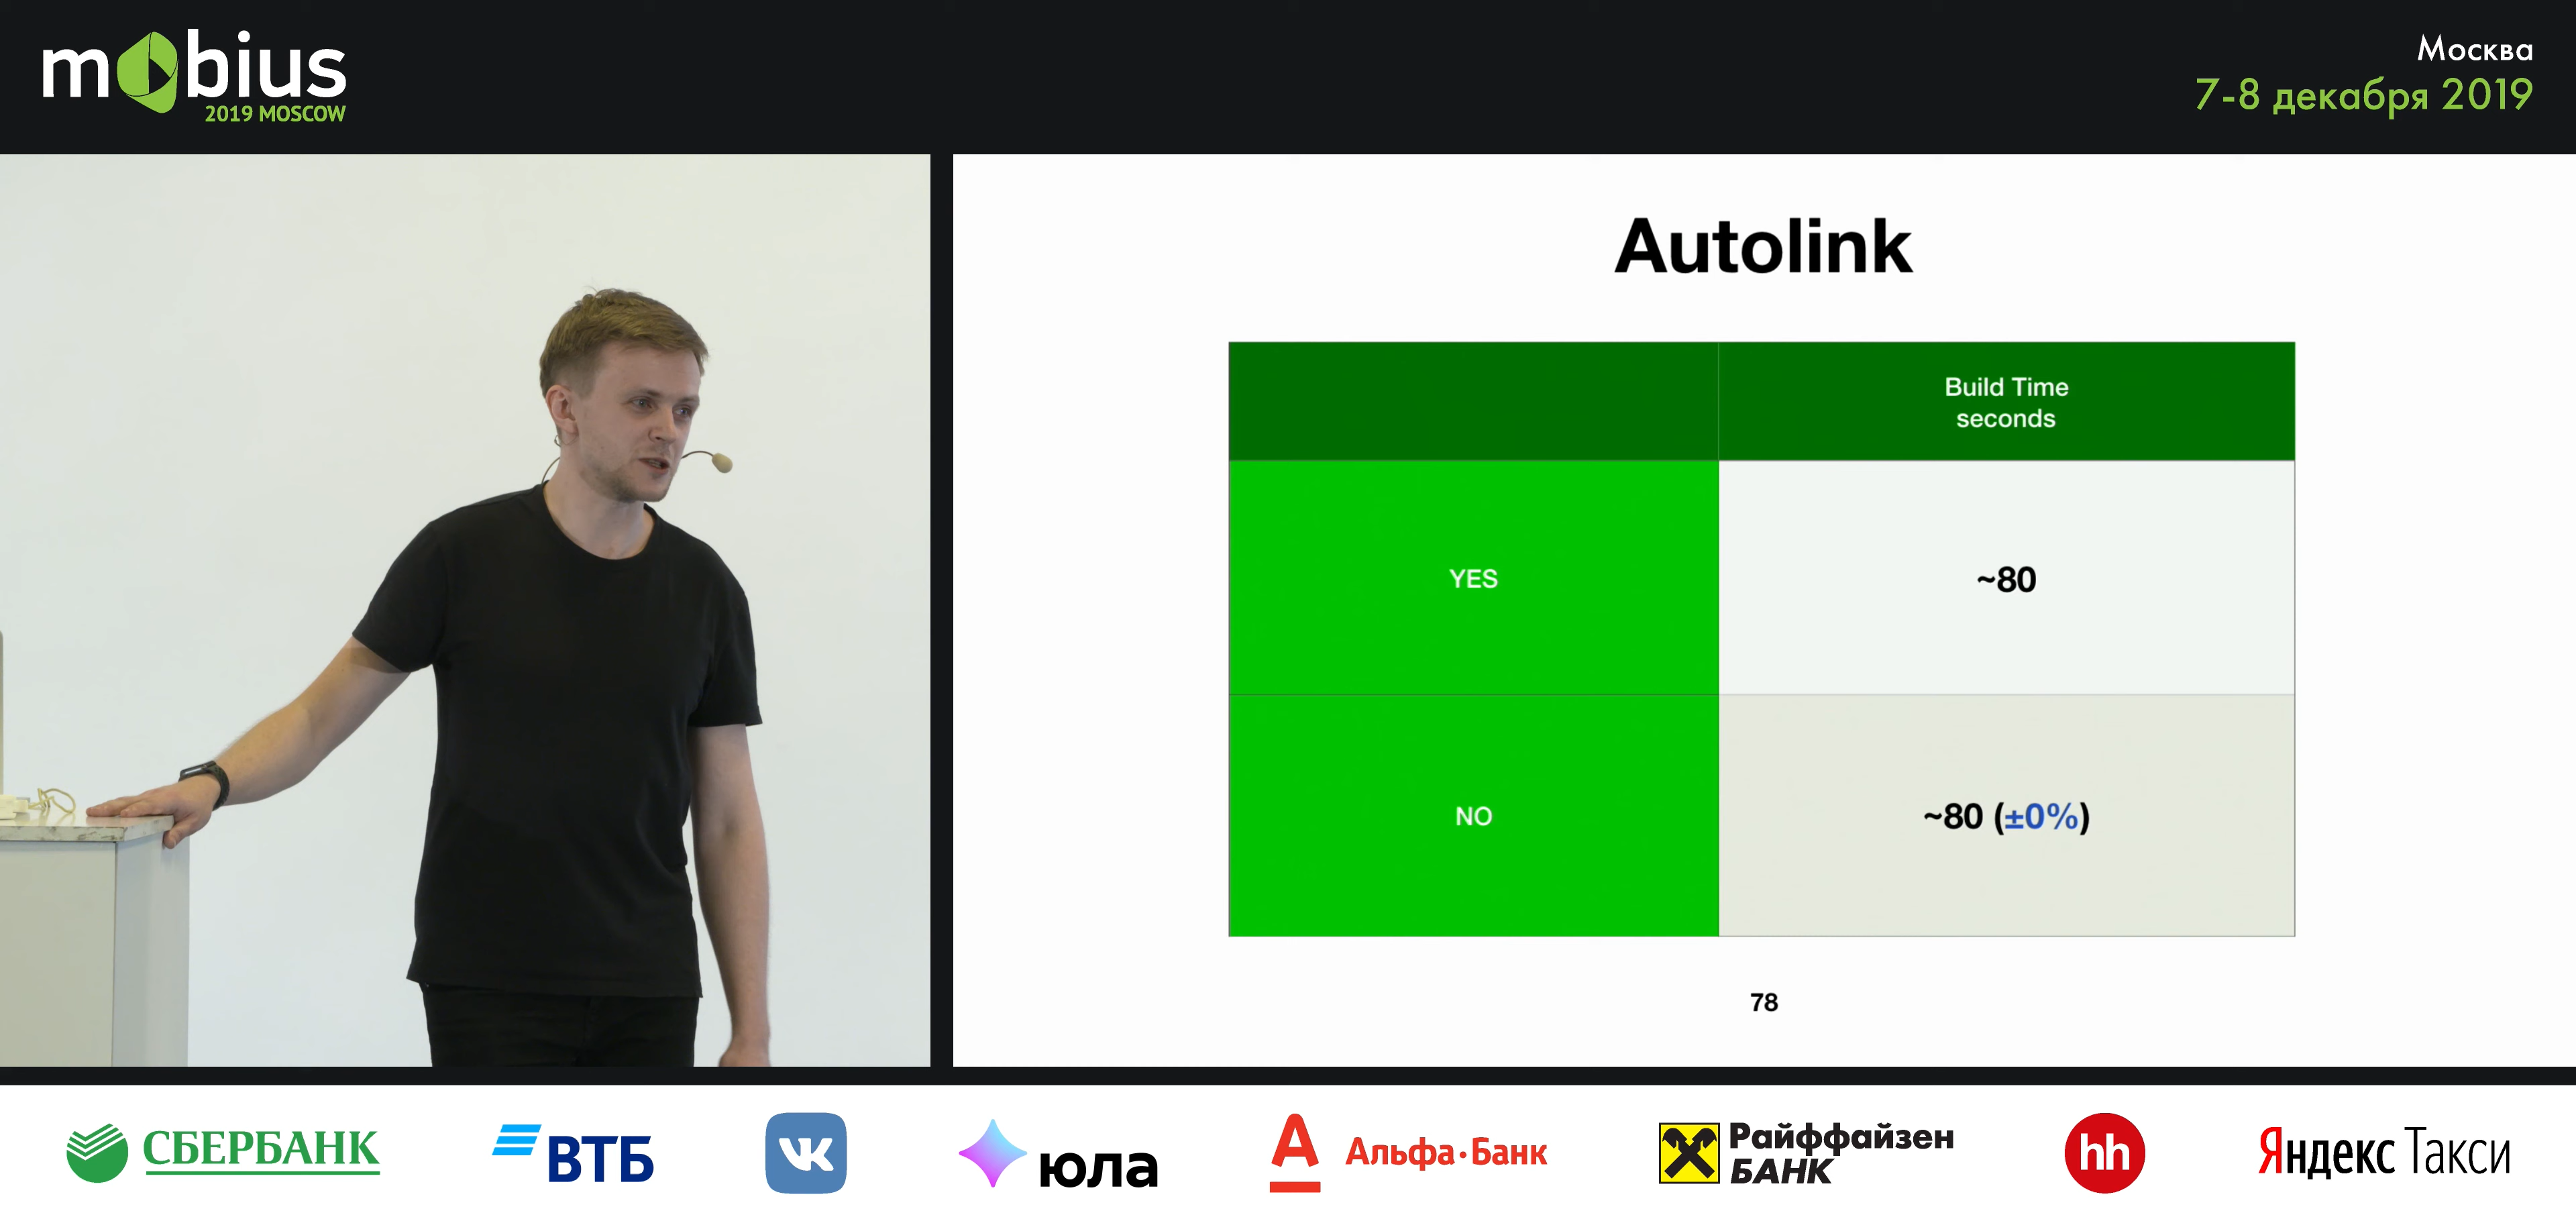 mobius
2019 MOSCOW
Москва
7-8 декабря 2019
Autolink
Build Time
seconds
YES
~80
NO
~80 (±0%)
78
СБЕРБАНК
ВТБ
VK
юла
Альфа·Банк
Райффайзен
БАНК
hh
Яндекс Такси